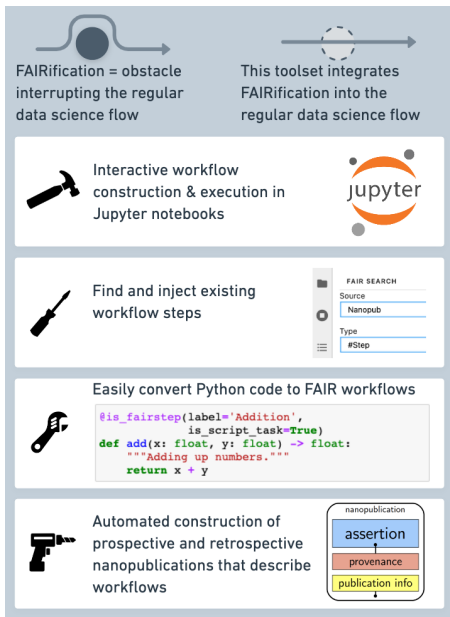 FAIRification = obstacle
interrupting the regular
data science flow
This toolset integrates
FAIRification into the
regular data science flow
Interactive workflow
construction & execution in
Jupyter notebooks
jupyter
Find and inject existing
workflow steps
FAIR SEARCH
Source
Nanopub
Type
#Step
Easily convert Python code to FAIR workflows
@is_fairstep(label='Addition',
is_script_task=True)
def add(x: float, y: float) -> float:
"""Adding up numbers."""
return x + y
Automated construction of
prospective and retrospective
nanopublications that describe
workflows
nanopublication
assertion
provenance
publication info